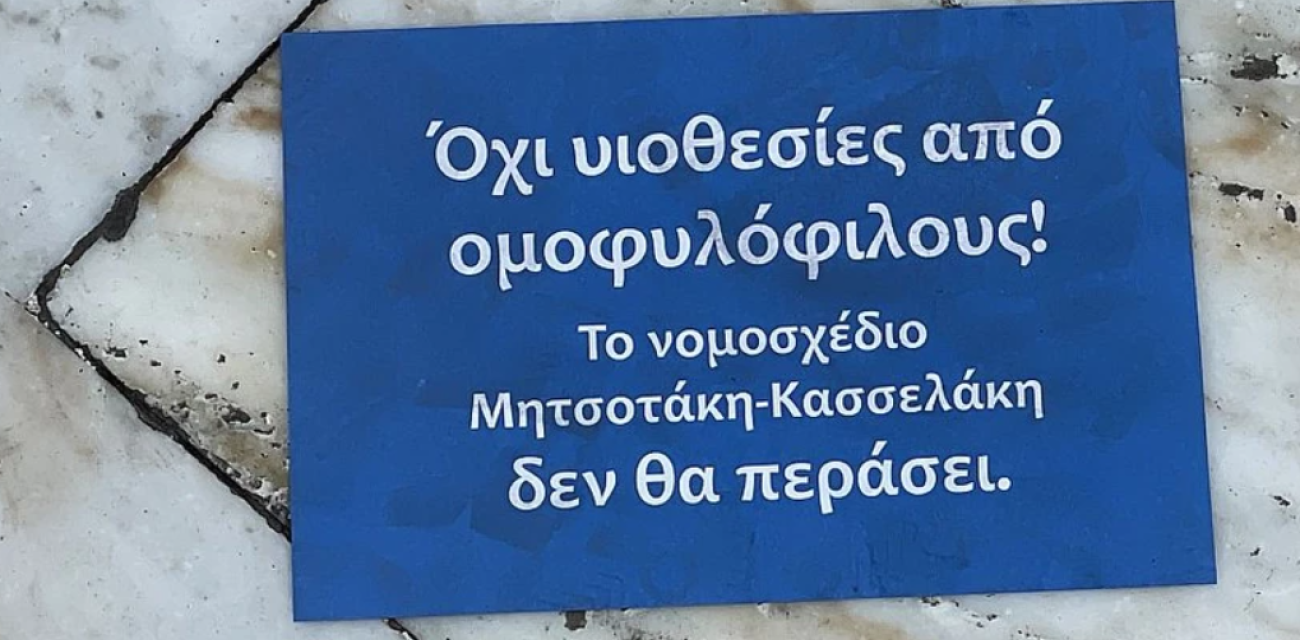 Όχι υιοθεσίες από
ομοφυλόφιλους!
Το νομοσχέδιο
Μητσοτάκη-Κασσελάκη
δεν θα περάσει.